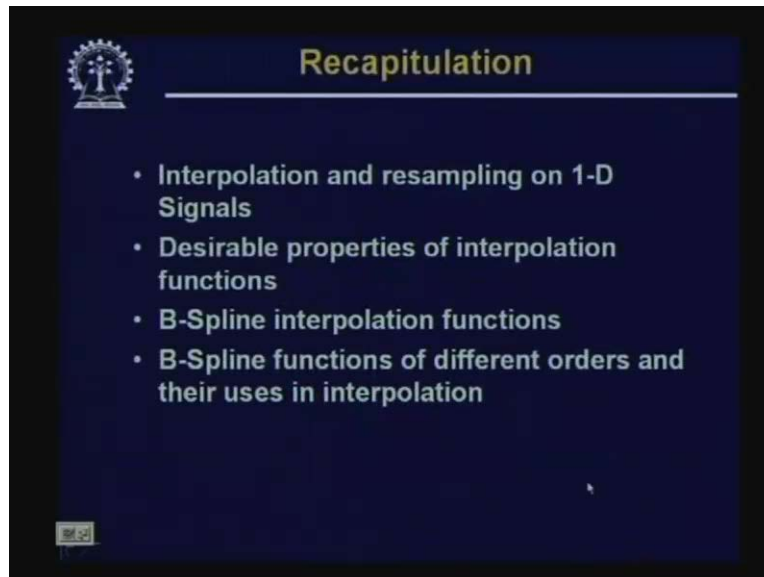 Recapitulation
• Interpolation and resampling on 1-D
Signals
• Desirable properties of interpolation
functions
• B-Spline interpolation functions
• B-Spline functions of different orders and
their uses in interpolation